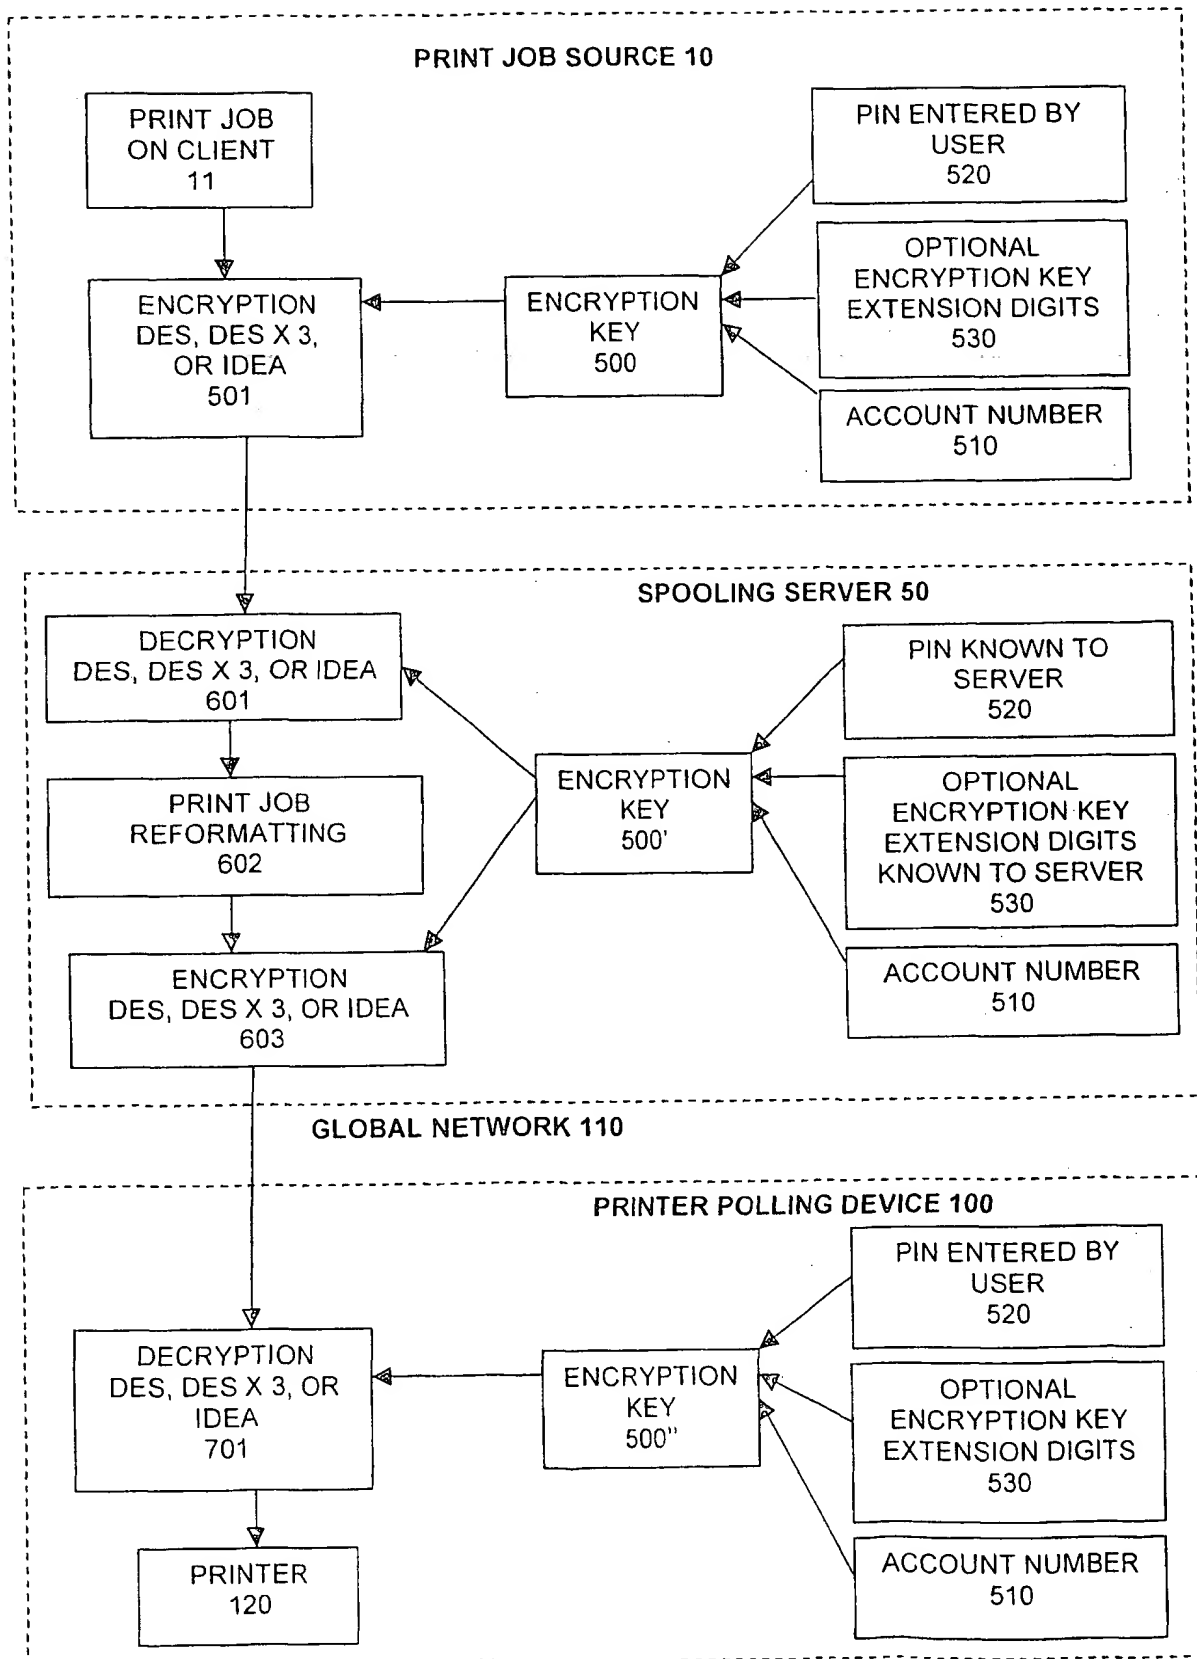 PRINT JOB SOURCE 10
PRINT JOB
ON CLIENT
11
PIN ENTERED BY
USER
520
ENCRYPTION
DES, DES X 3,
OR IDEA
501
ENCRYPTION
KEY
500
OPTIONAL
ENCRYPTION KEY
EXTENSION DIGITS
530
ACCOUNT NUMBER
510
SPOOLING SERVER 50
DECRYPTION
DES, DES X 3, OR IDEA
601
PIN KNOWN TO
SERVER
520
PRINT JOB
REFORMATTING
602
ENCRYPTION
KEY
500'
OPTIONAL
ENCRYPTION KEY
EXTENSION DIGITS
KNOWN TO SERVER
530
ENCRYPTION
DES, DES X 3, OR IDEA
603
ACCOUNT NUMBER
510
GLOBAL NETWORK 110
PRINTER POLLING DEVICE 100
PIN ENTERED BY
USER
520
DECRYPTION
DES, DES X 3, OR
IDEA
701
ENCRYPTION
KEY
500"
OPTIONAL
ENCRYPTION KEY
EXTENSION DIGITS
530
PRINTER
120
ACCOUNT NUMBER
510